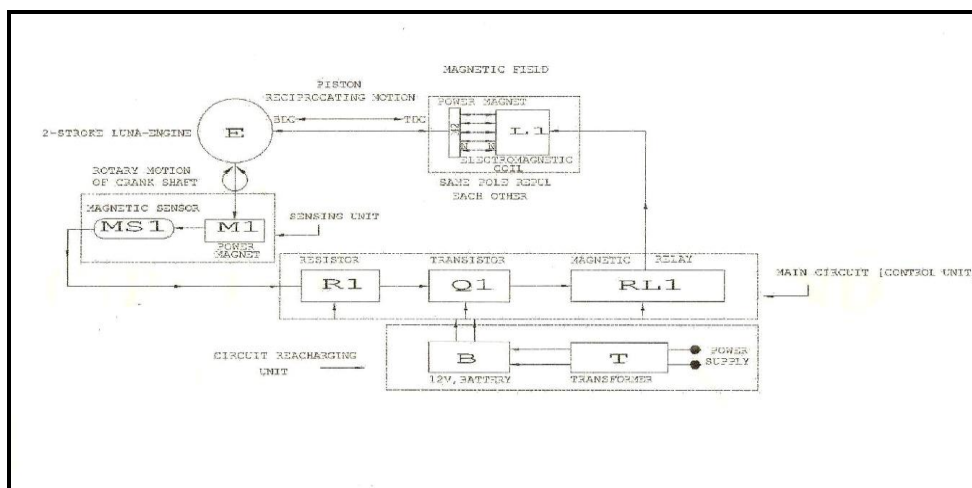 MAGNETIC FIELD
PISTON
RECIPROCATING MOTION
BDC
TDC
POWER MAGNET
M2
L1
N
N
ELECTROMAGNETIC
COIL
SAME POLE REPUL
EACH OTHER
2-STROKE LUNA-ENGINE
E
ROTARY MOTION
OF CRANK SHAFT
MAGNETIC SENSOR
MS1
M1
POWER
MAGNET
SENSING UNIT
RESISTOR
TRANSISTOR
MAGNETIC RELAY
R1
Q1
RL1
MAIN CIRCUIT [CONTROL UNIT
CIRCUIT REACHARGING
UNIT
B
12V,BATTERY
T
TRANSFORMER
POWER
SUPPLY